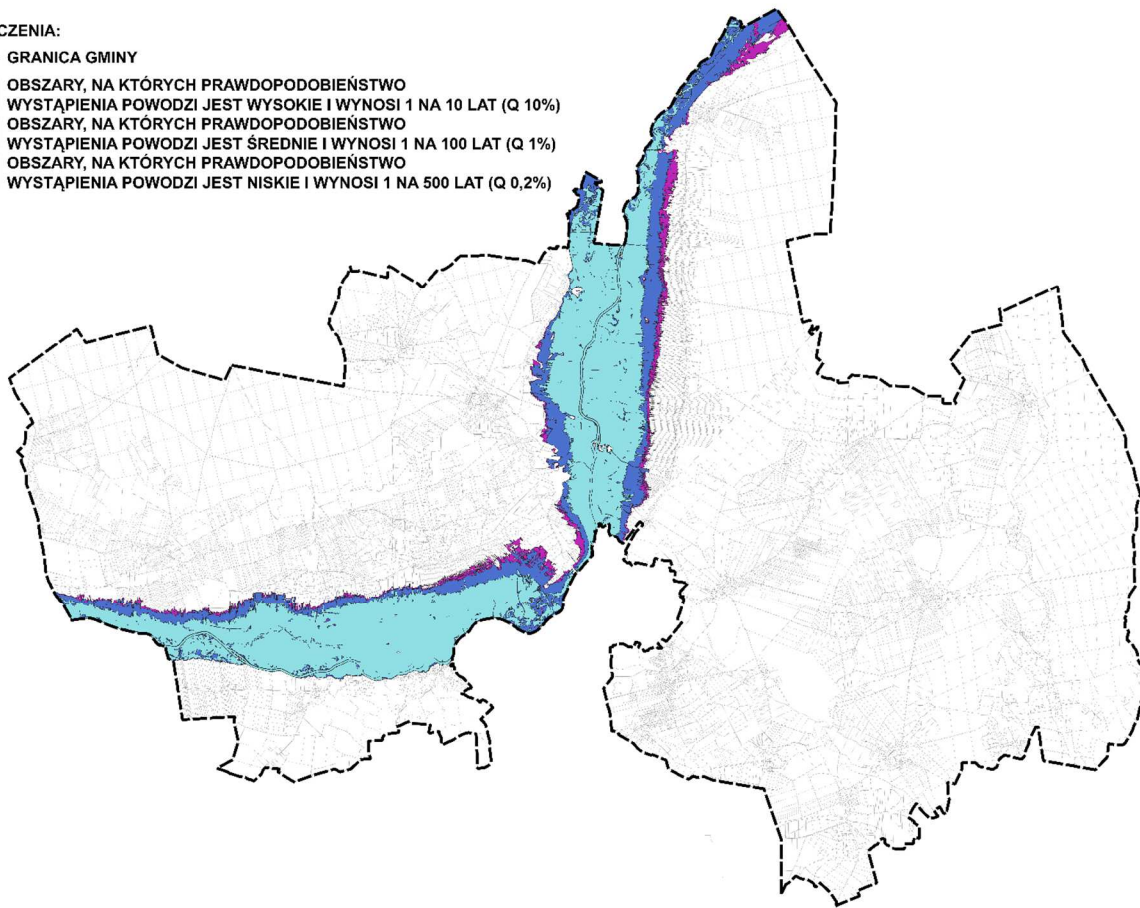 CZENIA:
GRANICA GMINY
OBSZARY, NA KTÓRYCH PRAWDOPODOBIEŃSTWO
WYSTĄPIENIA POWODZI JEST WYSOKIE I WYNOSI 1 NA 10 LAT (Q 10%)
OBSZARY, NA KTÓRYCH PRAWDOPODOBIEŃSTWO
WYSTĄPIENIA POWODZI JEST ŚREDNIE I WYNOSI 1 NA 100 LAT (Q 1%)
OBSZARY, NA KTÓRYCH PRAWDOPODOBIEŃSTWO
WYSTĄPIENIA POWODZI JEST NISKIE I WYNOSI 1 NA 500 LAT (Q 0,2%)